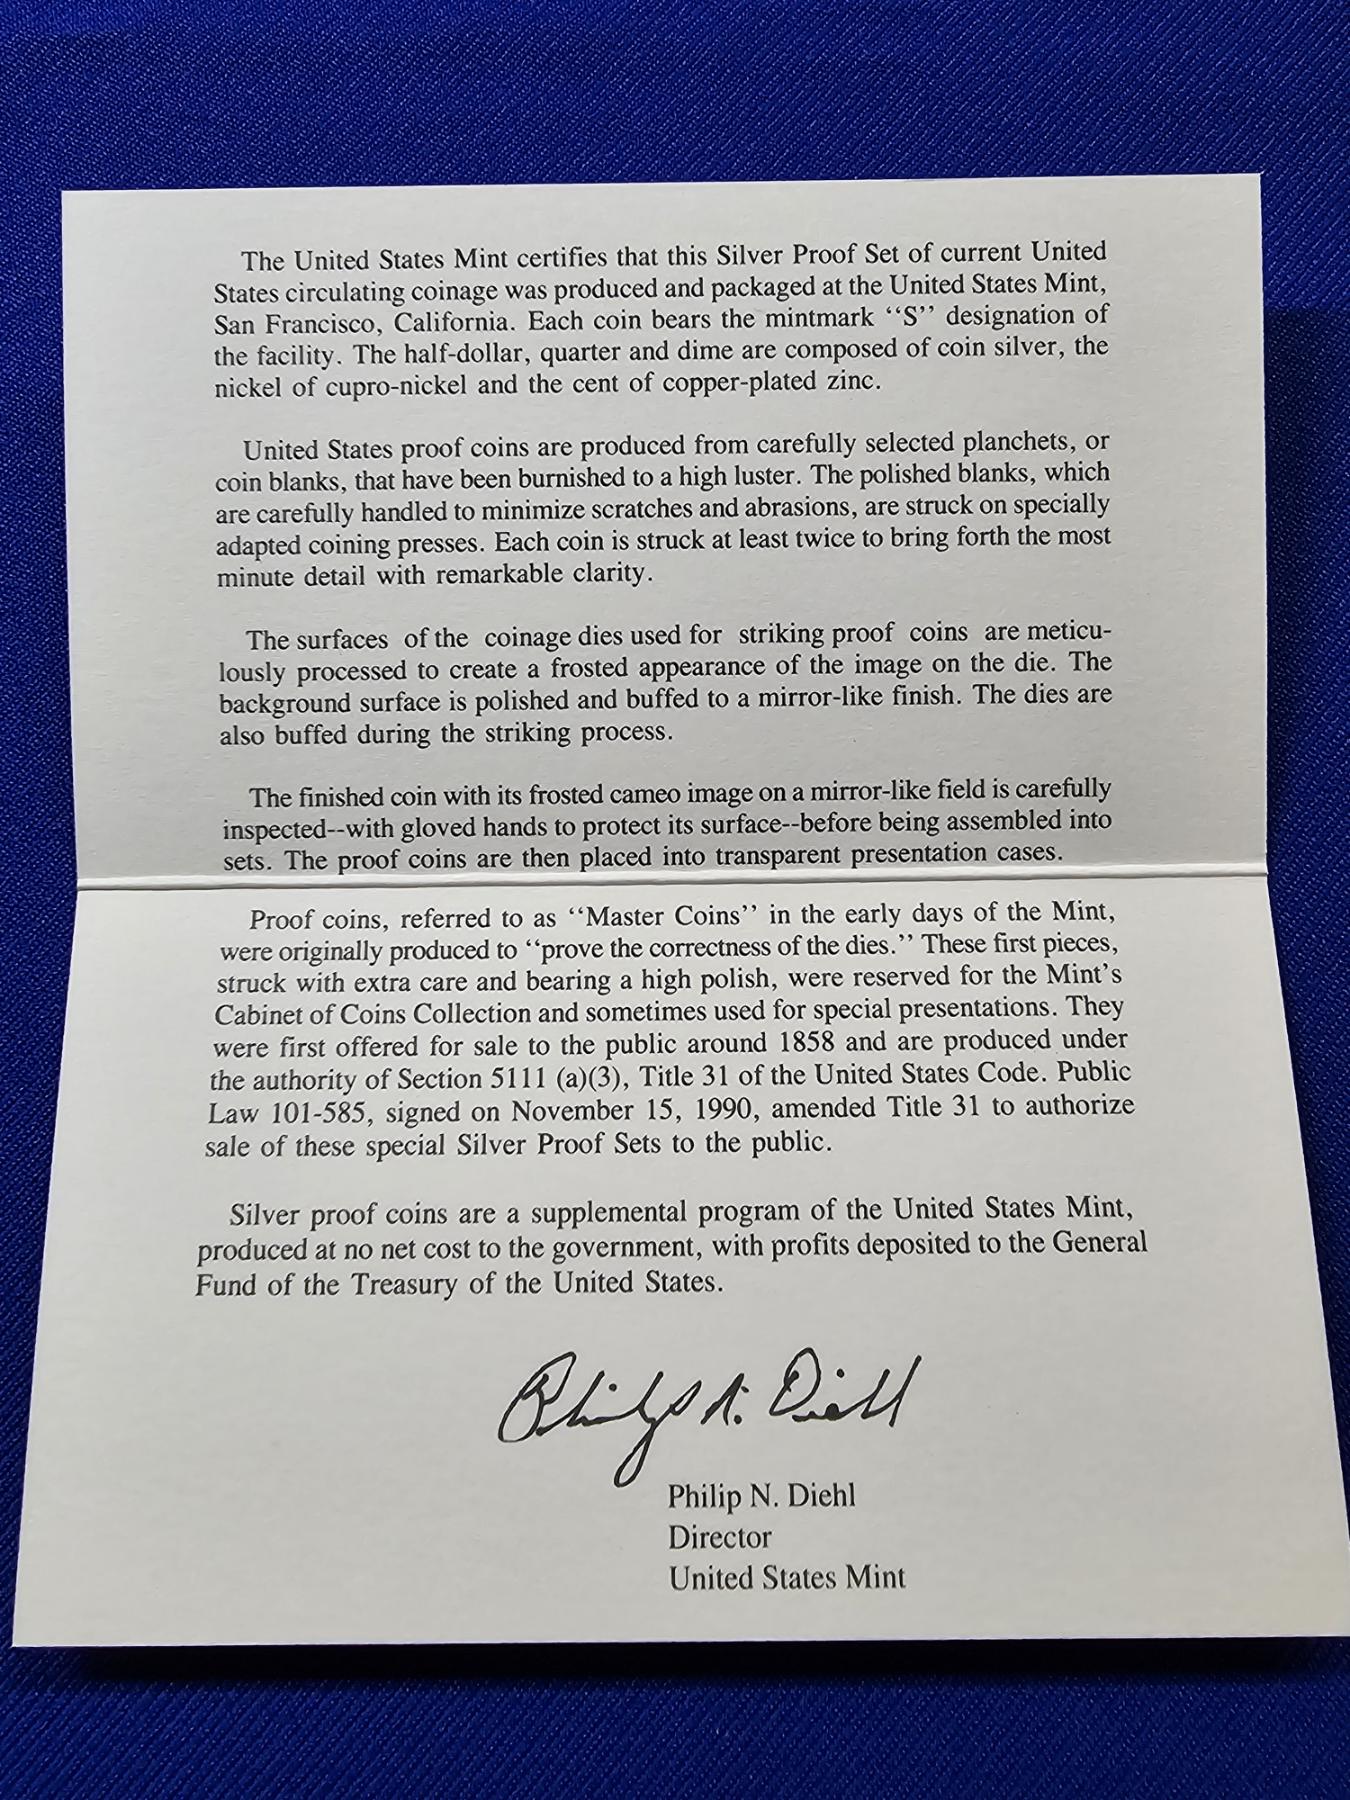 The United States Mint certifies that this Silver Proof Set of current United
States circulating coinage was produced and packaged at the United States Mint,
San Francisco, California. Each coin bears the mintmark ‘‘S’’ designation of
the facility. The half-dollar, quarter and dime are composed of coin silver, the
nickel of cupro-nickel and the cent of copper-plated zinc.
United States proof coins are produced from carefully selected planchets, or
coin blanks, that have been burnished to a high luster. The polished blanks, which
are carefully handled to minimize scratches and abrasions, are struck on specially
adapted coining presses. Each coin is struck at least twice to bring forth the most
minute detail with remarkable clarity.
The surfaces of the coinage dies used for striking proof coins are meticu-
lously processed to create a frosted appearance of the image on the die. The
background surface is polished and buffed to a mirror-like finish. The dies are
also buffed during the striking process.
The finished coin with its frosted cameo image on a mirror-like field is carefully
inspected--with gloved hands to protect its surface--before being assembled into
sets. The proof coins are then placed into transparent presentation cases.
Proof coins, referred to as ‘‘Master Coins’’ in the early days of the Mint,
were originally produced to ‘‘prove the correctness of the dies.’’ These first pieces,
struck with extra care and bearing a high polish, were reserved for the Mint’s
Cabinet of Coins Collection and sometimes used for special presentations. They
were first offered for sale to the public around 1858 and are produced under
the authority of Section 5111 (a)(3), Title 31 of the United States Code. Public
Law 101-585, signed on November 15, 1990, amended Title 31 to authorize
sale of these special Silver Proof Sets to the public.
Silver proof coins are a supplemental program of the United States Mint,
produced at no net cost to the government, with profits deposited to the General
Fund of the Treasury of the United States.
Philip N. Diehl
Philip N. Diehl
Director
United States Mint